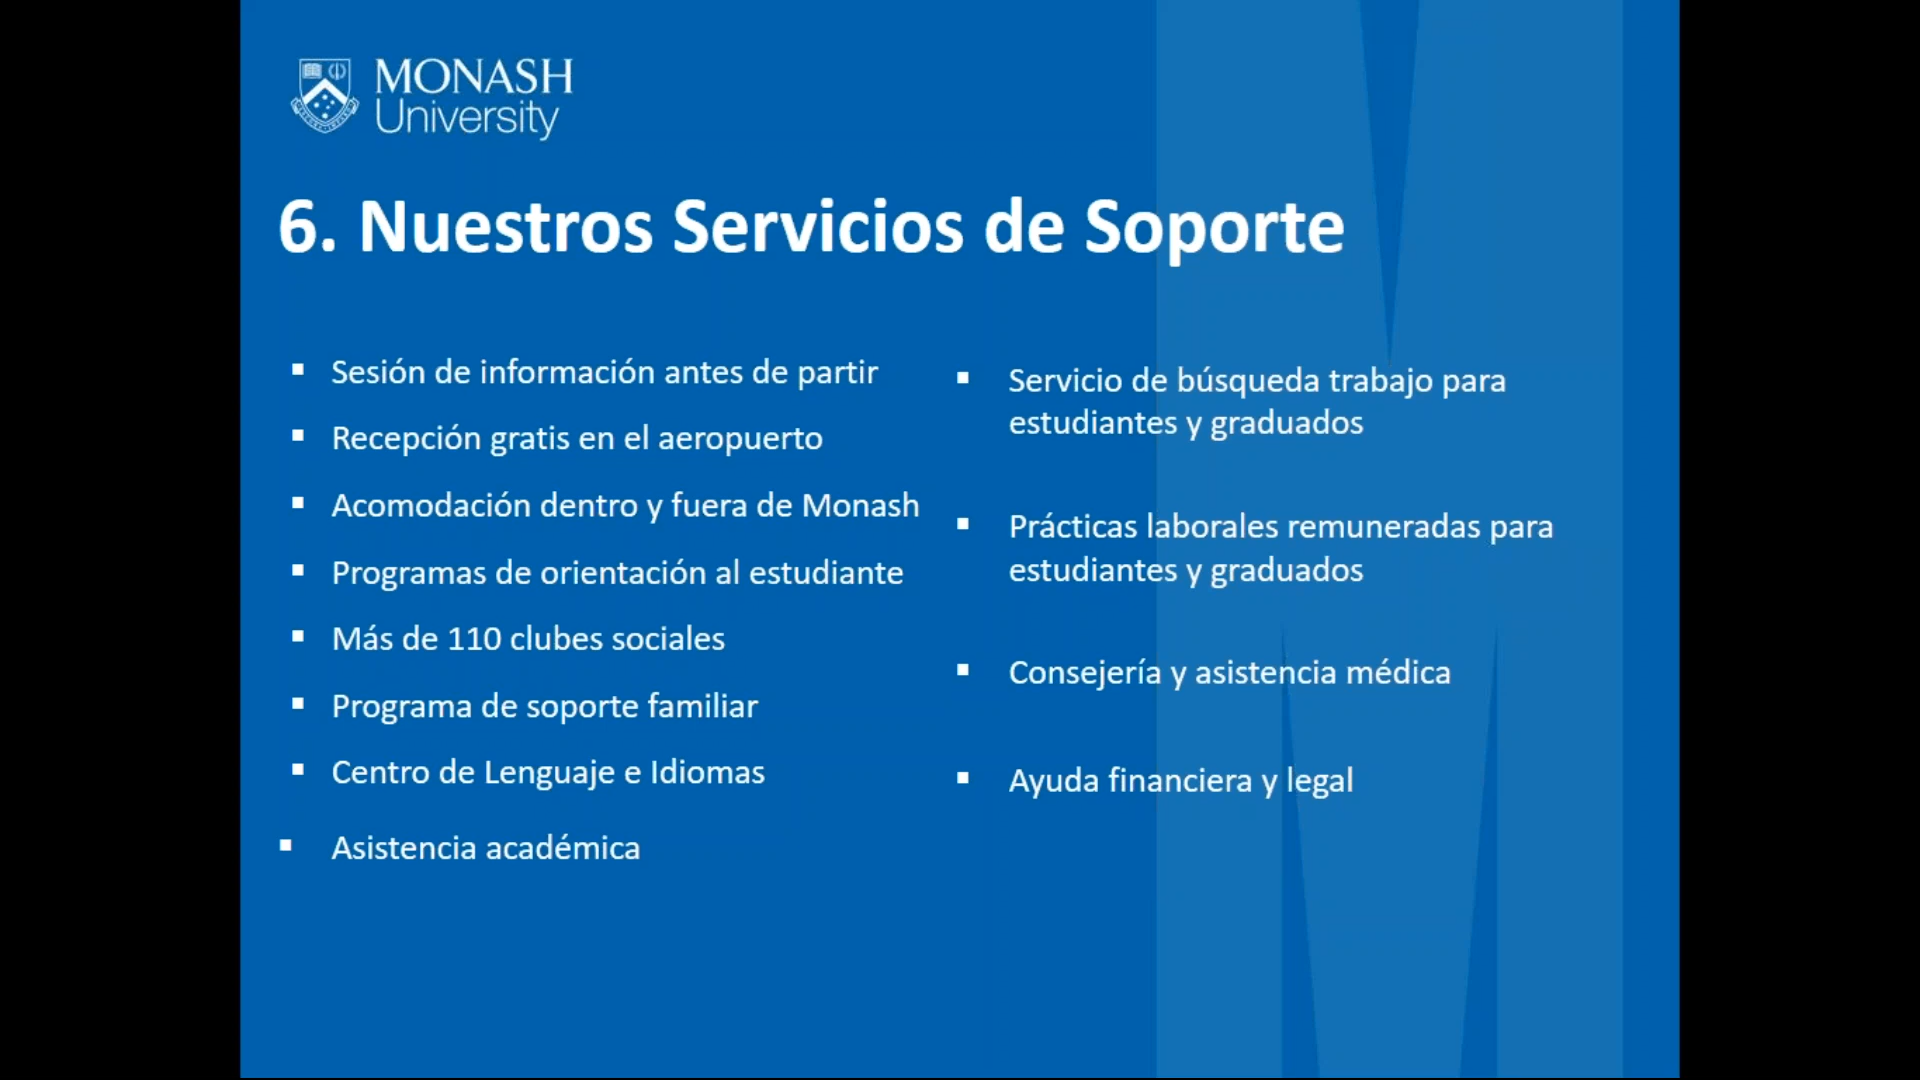 MONASH
University
6. Nuestros Servicios de Soporte
▪ Sesión de información antes de partir
▪ Recepción gratis en el aeropuerto
▪ Acomodación dentro y fuera de Monash
▪ Programas de orientación al estudiante
▪ Más de 110 clubes sociales
▪ Programa de soporte familiar
▪ Centro de Lenguaje e Idiomas
▪ Asistencia académica
▪ Servicio de búsqueda trabajo para
estudiantes y graduados
▪ Prácticas laborales remuneradas para
estudiantes y graduados
▪ Consejería y asistencia médica
▪ Ayuda financiera y legal